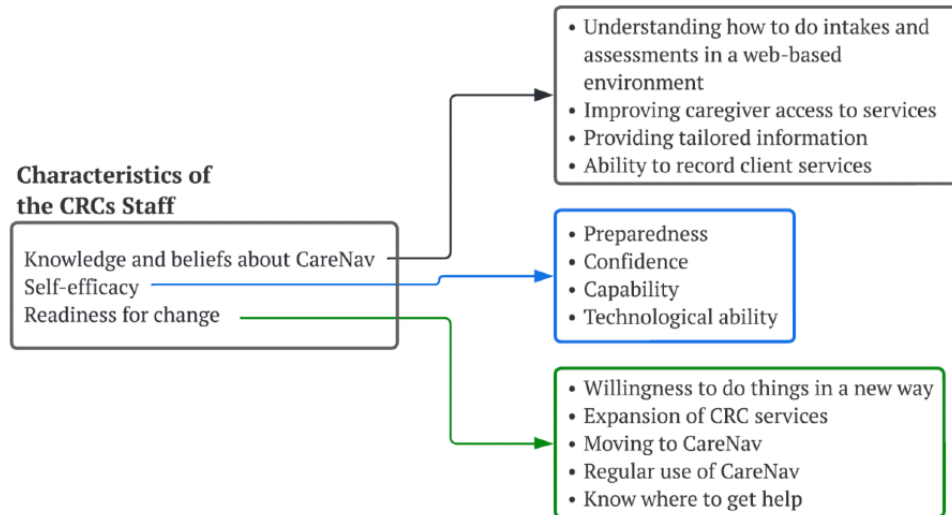 Characteristics of
the CRCs Staff
Knowledge and beliefs about CareNav
Self-efficacy
Readiness for change
• Understanding how to do intakes and
assessments in a web-based
environment
• Improving caregiver access to services
• Providing tailored information
• Ability to record client services
• Preparedness
• Confidence
• Capability
• Technological ability
• Willingness to do things in a new way
• Expansion of CRC services
• Moving to CareNav
• Regular use of CareNav
• Know where to get help